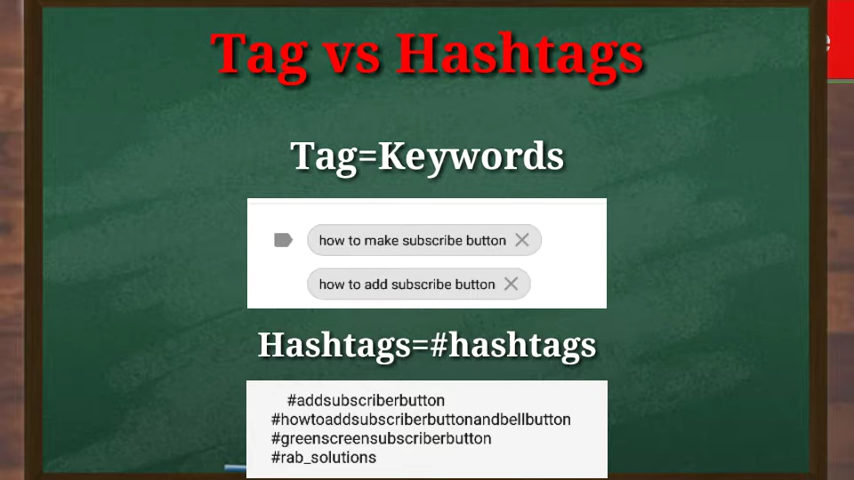 Tag vs Hashtags
Tag=Keywords
how to make subscribe button
how to add subscribe button
Hashtags=#hashtags
#addsubscriberbutton
#howtoaddsubscriberbuttonandbellbutton
#greenscreensubscriberbutton
#rab_solutions